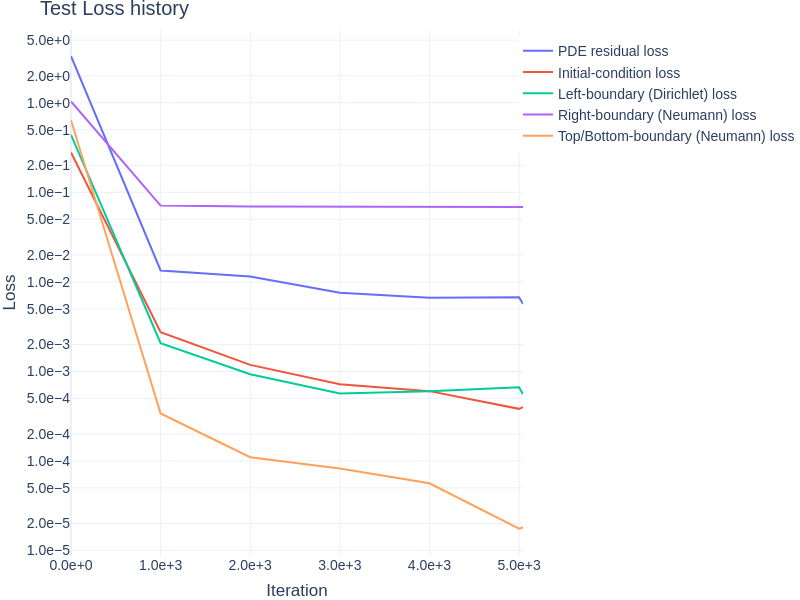 Test Loss history
5.0e+0
2.0e+0
1.0e+0
5.0e−1
2.0e−1
1.0e−1
5.0e−2
2.0e−2
1.0e−2
5.0e−3
2.0e−3
1.0e−3
5.0e−4
2.0e−4
1.0e−4
5.0e−5
2.0e−5
1.0e−5
Loss
0.0e+0 1.0e+3 2.0e+3 3.0e+3 4.0e+3 5.0e+3
Iteration
PDE residual loss
Initial-condition loss
Left-boundary (Dirichlet) loss
Right-boundary (Neumann) loss
Top/Bottom-boundary (Neumann) loss